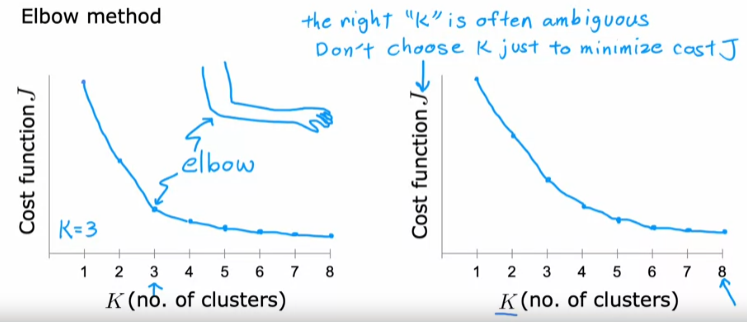 Elbow method
the right "K" is often ambiguous
Don't choose K just to minimize cost J
Cost function J
elbow
K=3
1 2 3 4 5 6 7 8
K (no. of clusters)
Cost function J
1 2 3 4 5 6 7 8
K (no. of clusters)